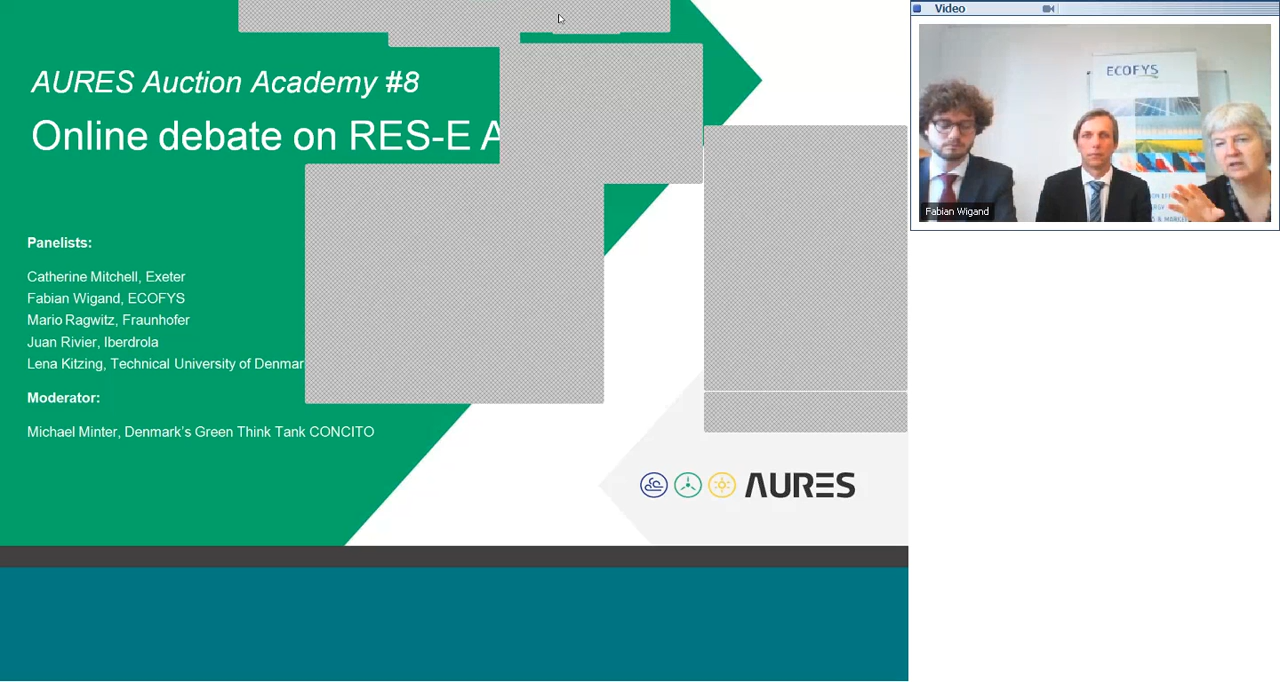 AURES Auction Academy #8
Online debate on RES-E A
Panelists:
Catherine Mitchell, Exeter
Fabian Wigand, ECOFYS
Mario Ragwitz, Fraunhofer
Juan Rivier, Iberdrola
Lena Kitzing, Technical University of Denmar
Moderator:
Michael Minter, Denmark's Green Think Tank CONCITO
AURES
Video
ECOFYS
Fabian Wigand